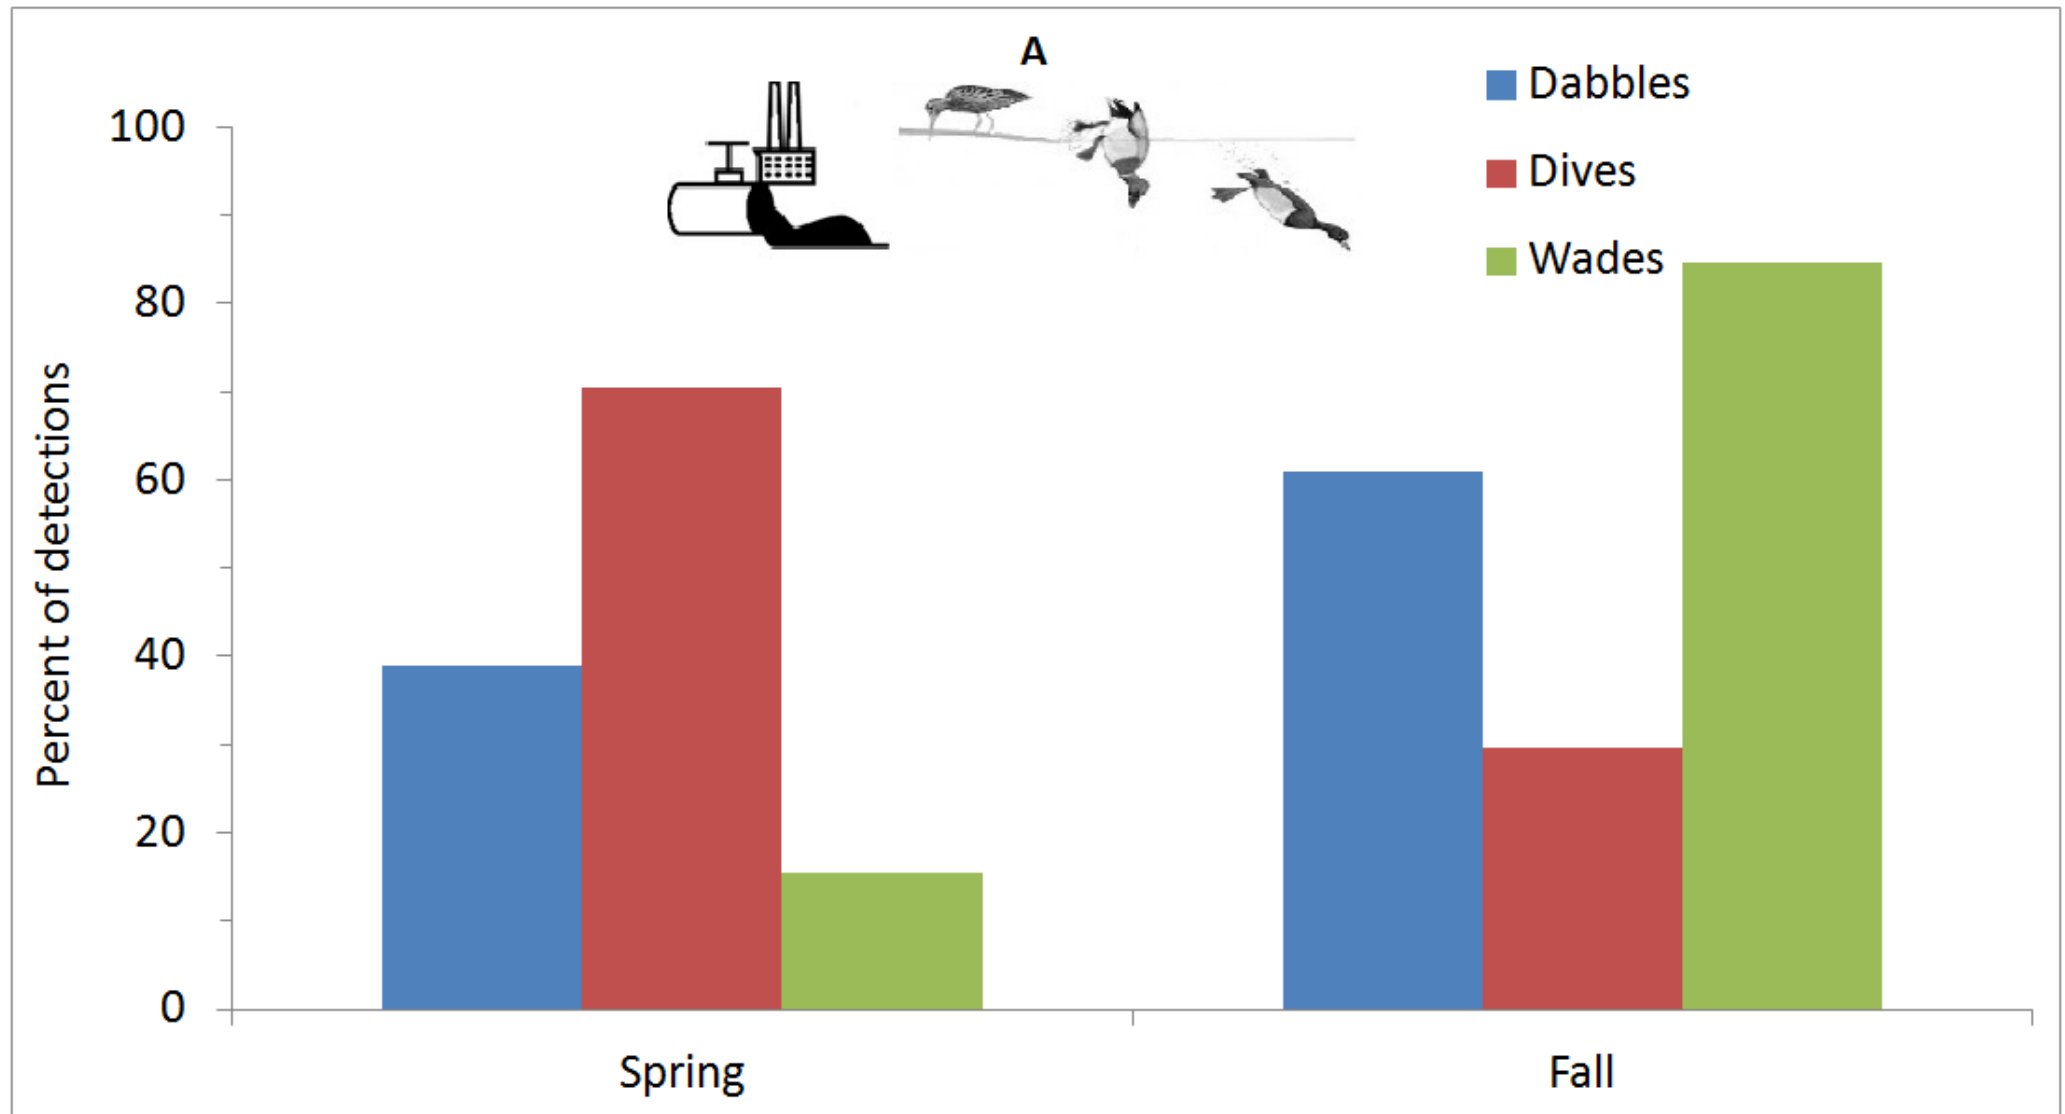 A
Dabbles
Dives
Wades
100
80
60
40
20
0
Percent of detections
Spring
Fall